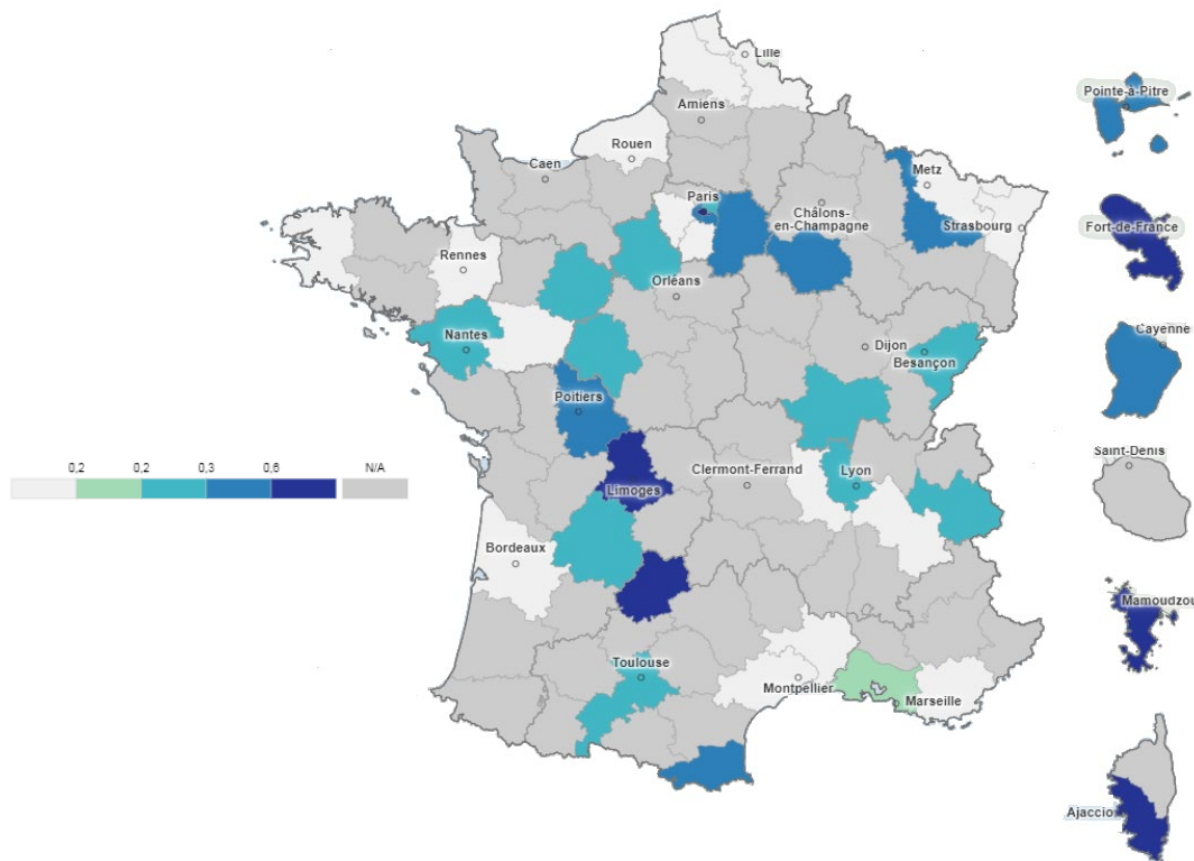 Lille
Pointe-à-Pitre
Amiens
Rouen
Caen
Metz
Paris
Châlons-
en-Champagne
Strasbourg
Fort-de-France
Rennes
Orléans
Nantes
Dijon
Besançon
Cayenne
Poitiers
Saint-Denis
0,2 0,2 0,3 0,6 N/A
Clermont-Ferrand
Lyon
Limoges
Bordeaux
Mamoudzou
Toulouse
Montpellier
Marseille
Ajaccio